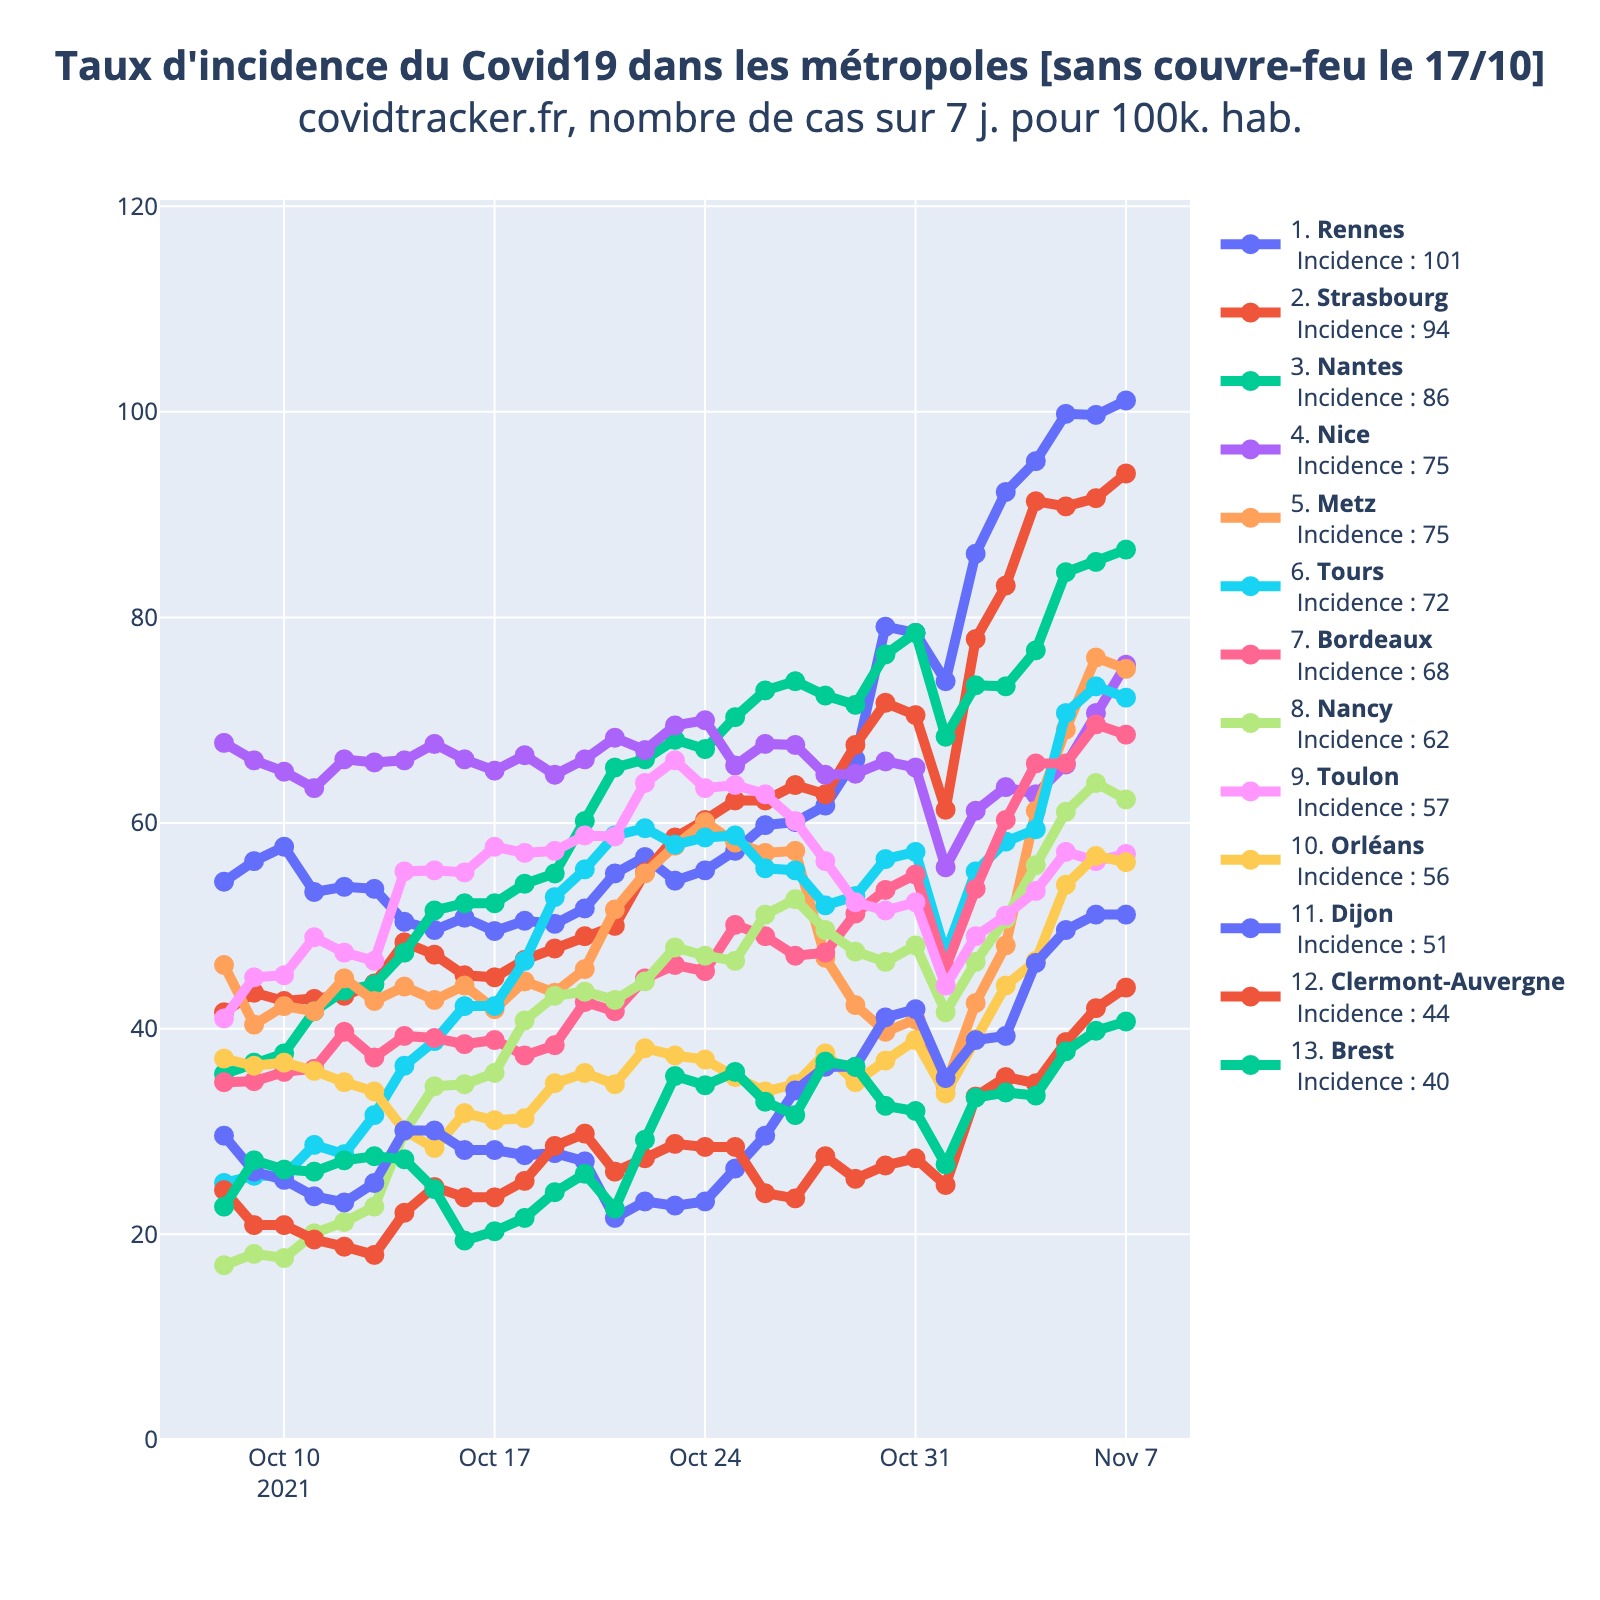 Taux d'incidence du Covid19 dans les métropoles [sans couvre-feu le 17/10]
covidtracker.fr, nombre de cas sur 7 j. pour 100k. hab.
120
100
80
60
40
20
0
Oct 10
2021
Oct 17
Oct 24
Oct 31
Nov 7
1. Rennes
Incidence : 101
2. Strasbourg
Incidence : 94
3. Nantes
Incidence : 86
4. Nice
Incidence : 75
5. Metz
Incidence : 75
6. Tours
Incidence : 72
7. Bordeaux
Incidence : 68
8. Nancy
Incidence : 62
9. Toulon
Incidence : 57
10. Orléans
Incidence : 56
11. Dijon
Incidence : 51
12. Clermont-Auvergne
Incidence : 44
13. Brest
Incidence : 40